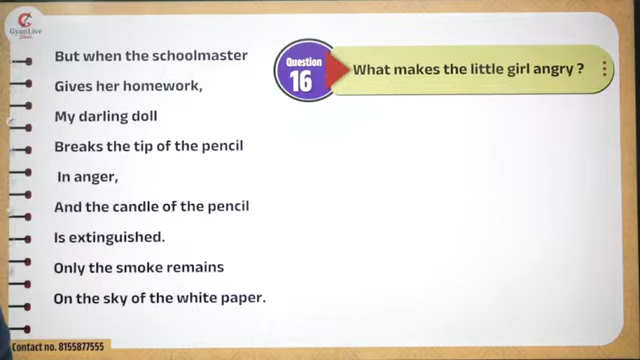 GyanLive
But when the schoolmaster
Gives her homework,
My darling doll
Breaks the tip of the pencil
In anger,
And the candle of the pencil
Is extinguished.
Only the smoke remains
On the sky of the white paper.
Question
16
What makes the little girl angry ?
Contact no. 8155877555